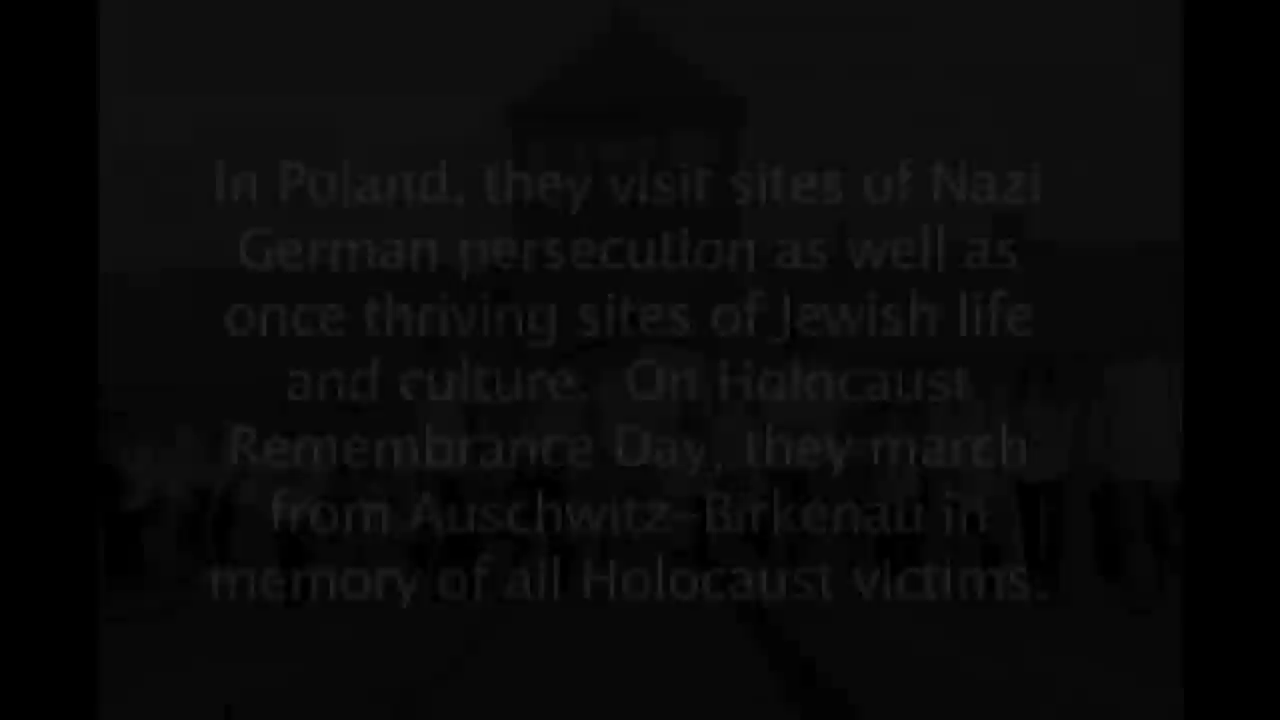 In Poland, they visit sites of Nazi
German persecution as well as
once thriving sites of Jewish life
and culture.  On Holocaust
Remembrance Day, they march
from Auschwitz-Birkenau in
memory of all Holocaust victims.